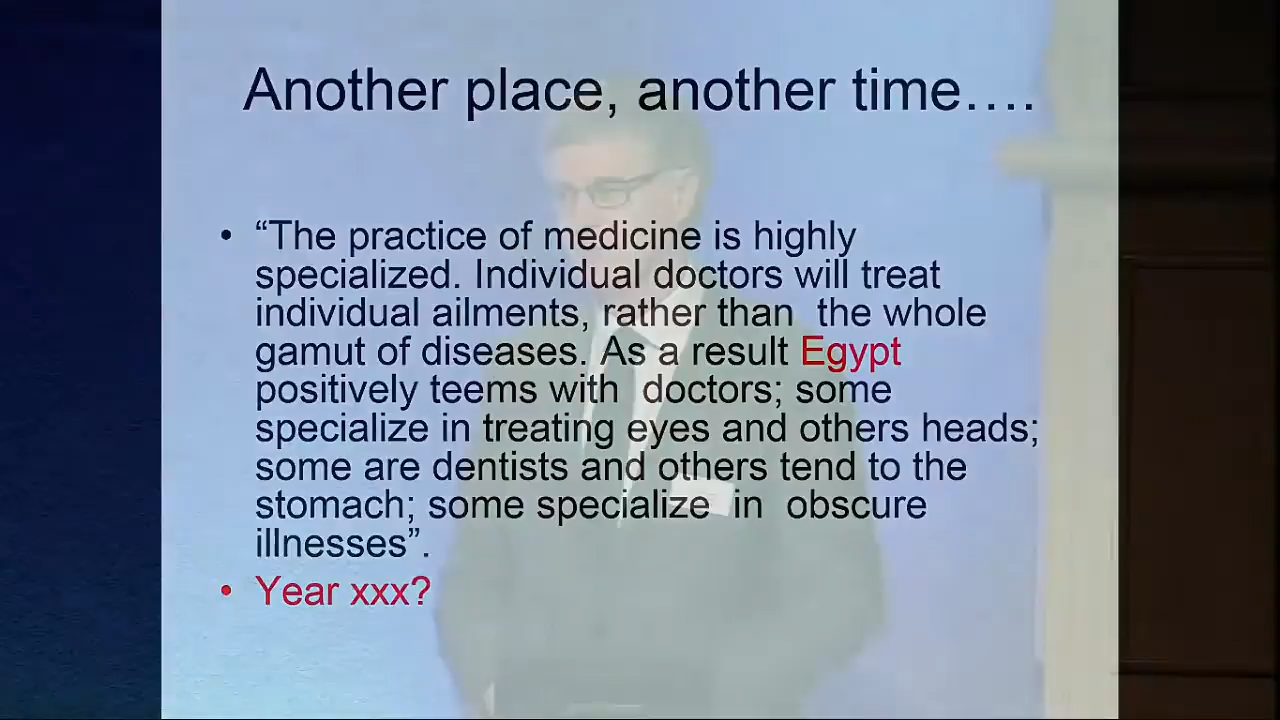 Another place, another time….
• “The practice of medicine is highly
specialized. Individual doctors will treat
individual ailments, rather than  the whole
gamut of diseases. As a result Egypt
positively teems with  doctors; some
specialize in treating eyes and others heads;
some are dentists and others tend to the
stomach; some specialize  in  obscure
illnesses”.
• Year xxx?